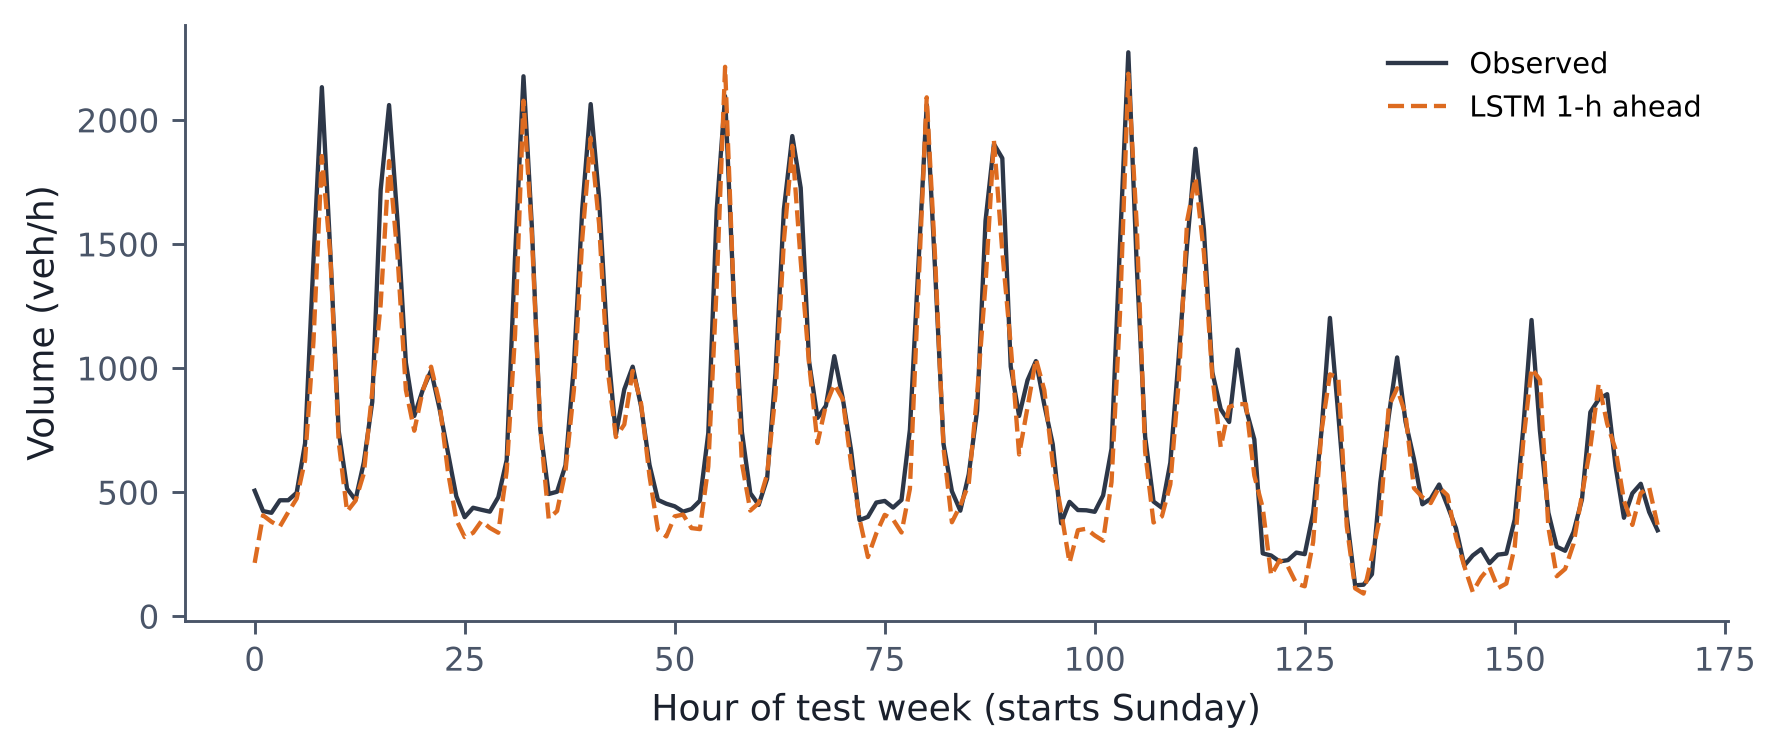 Observed
LSTM 1-h ahead
Volume (veh/h)
2000
1500
1000
500
0
0 25 50 75 100 125 150 175
Hour of test week (starts Sunday)